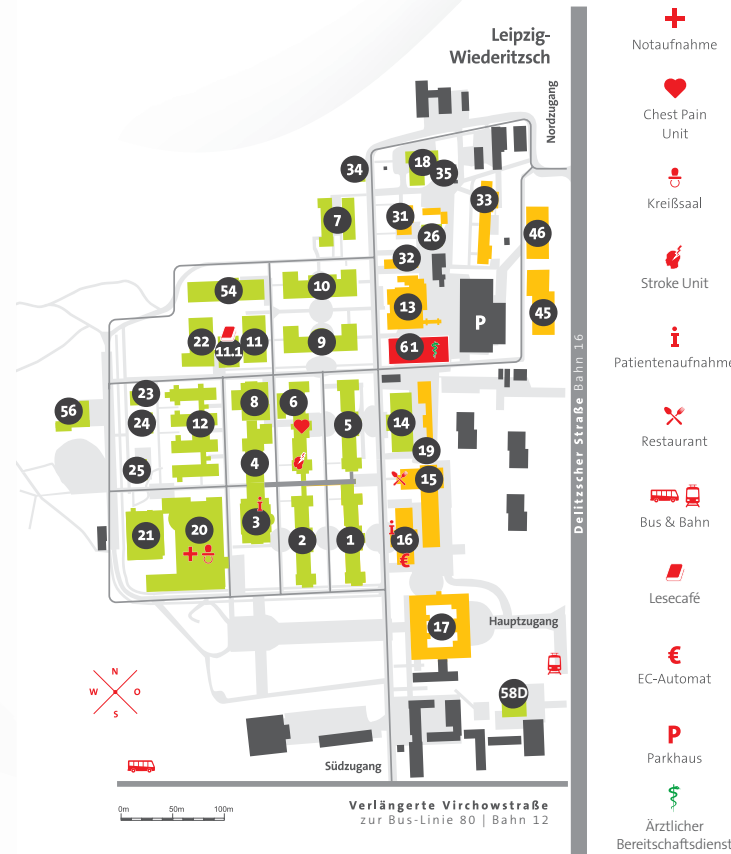 Leipzig-
Wiederitzsch
Nordzugang
34
18
35
33
7
31
26
46
32
54
10
13
45
P
22
11.1
11
9
61
Delitzscher Straße Bahn 16
56
23
24
12
8
6
5
14
19
25
4
15
21
20
3
2
1
16
€
17
Hauptzugang
58D
N
W O
S
Südzugang
0m 50m 100m
Verlängerte Virchowstraße
zur Bus-Linie 80 | Bahn 12
Notaufnahme
Chest Pain
Unit
Kreißsaal
Stroke Unit
i
Patientenaufnahme
Restaurant
Bus & Bahn
Lesecafé
€
EC-Automat
P
Parkhaus
Ärztlicher
Bereitschaftsdienst